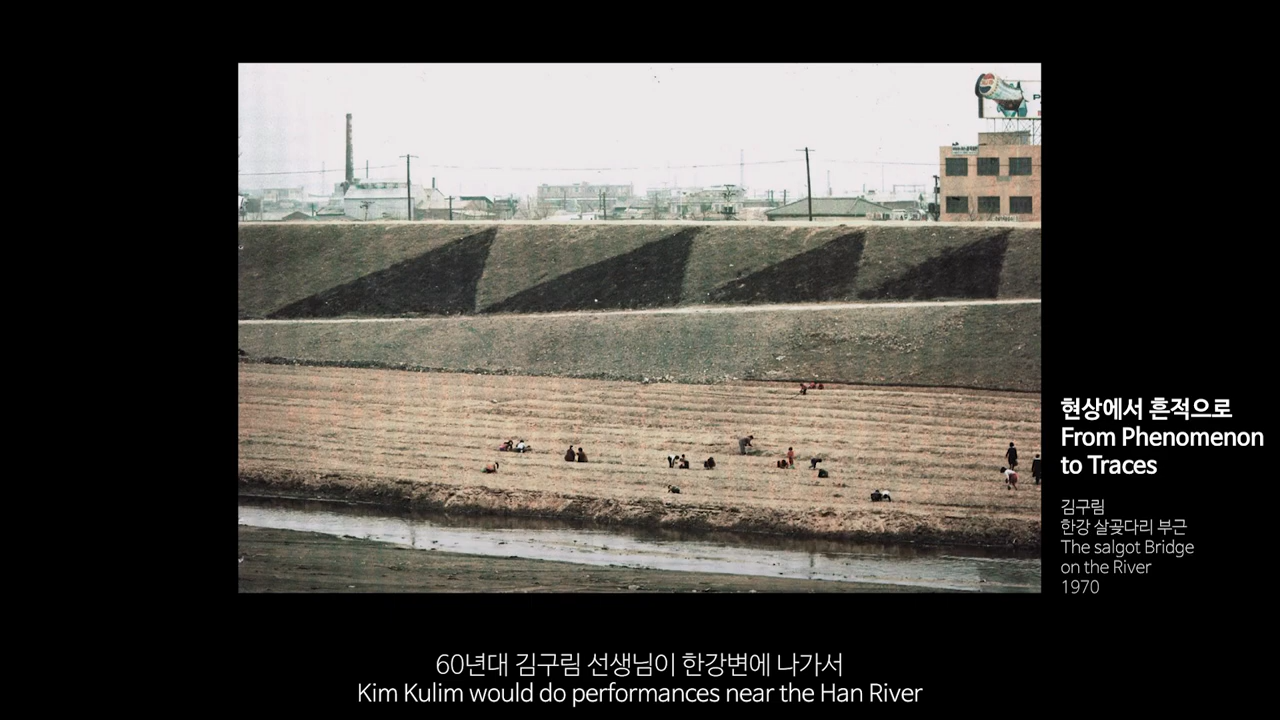 현상에서 흔적으로
From Phenomenon
to Traces
김구림
한강 살곶다리 부근
The salgot Bridge
on the River
1970
60년대 김구림 선생님이 한강변에 나가서
Kim Kulim would do performances near the Han River